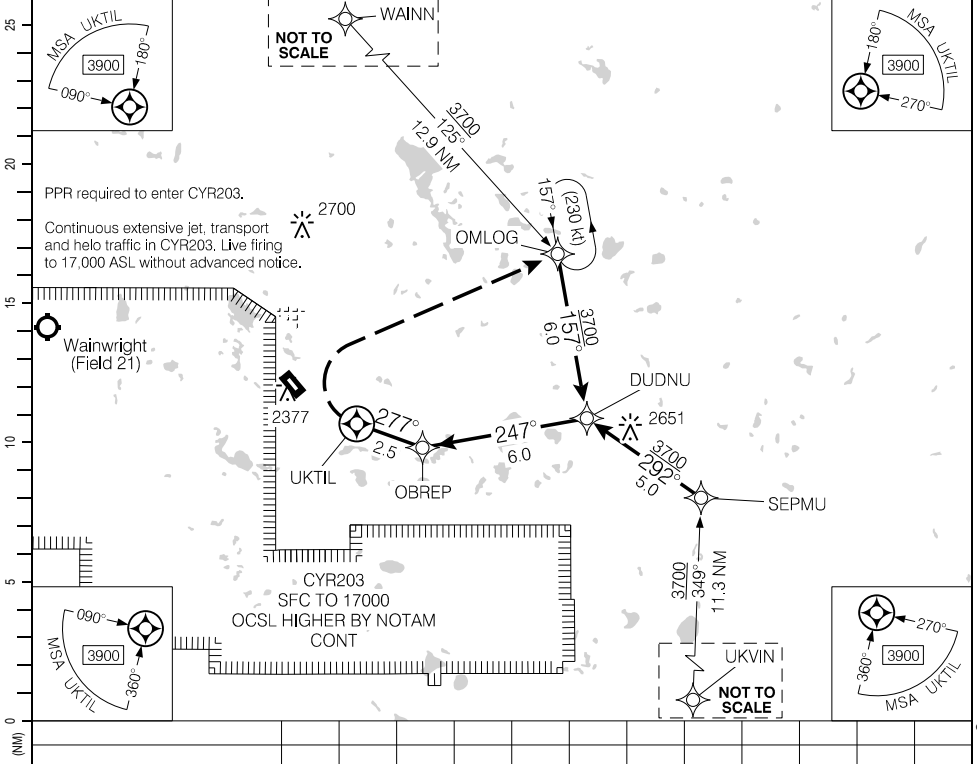 25
MSA UKTIL
180°
3900
090°
WAINN
NOT TO
SCALE
MSA UKTIL
180°
3900
270°
3700
125°
12.9 NM
20
PPR required to enter CYR203.
Continuous extensive jet, transport
and helo traffic in CYR203. Live firing
to 17,000 ASL without advanced notice.
2700
157°
(230 kt)
OMLOG
15
Wainwright
(Field 21)
3700
157°
6.0
DUDNU
2377
2651
10
277°
2.5
247°
6.0
UKTIL
OBREP
3700
292°
5.0
SEPMU
5
CYR203
SFC TO 17000
OCSL HIGHER BY NOTAM
CONT
3700
349°
11.3 NM
090°
3900
360°
MSA UKTIL
UKVIN
NOT TO
SCALE
270°
3900
360°
MSA UKTIL
0
(NM)